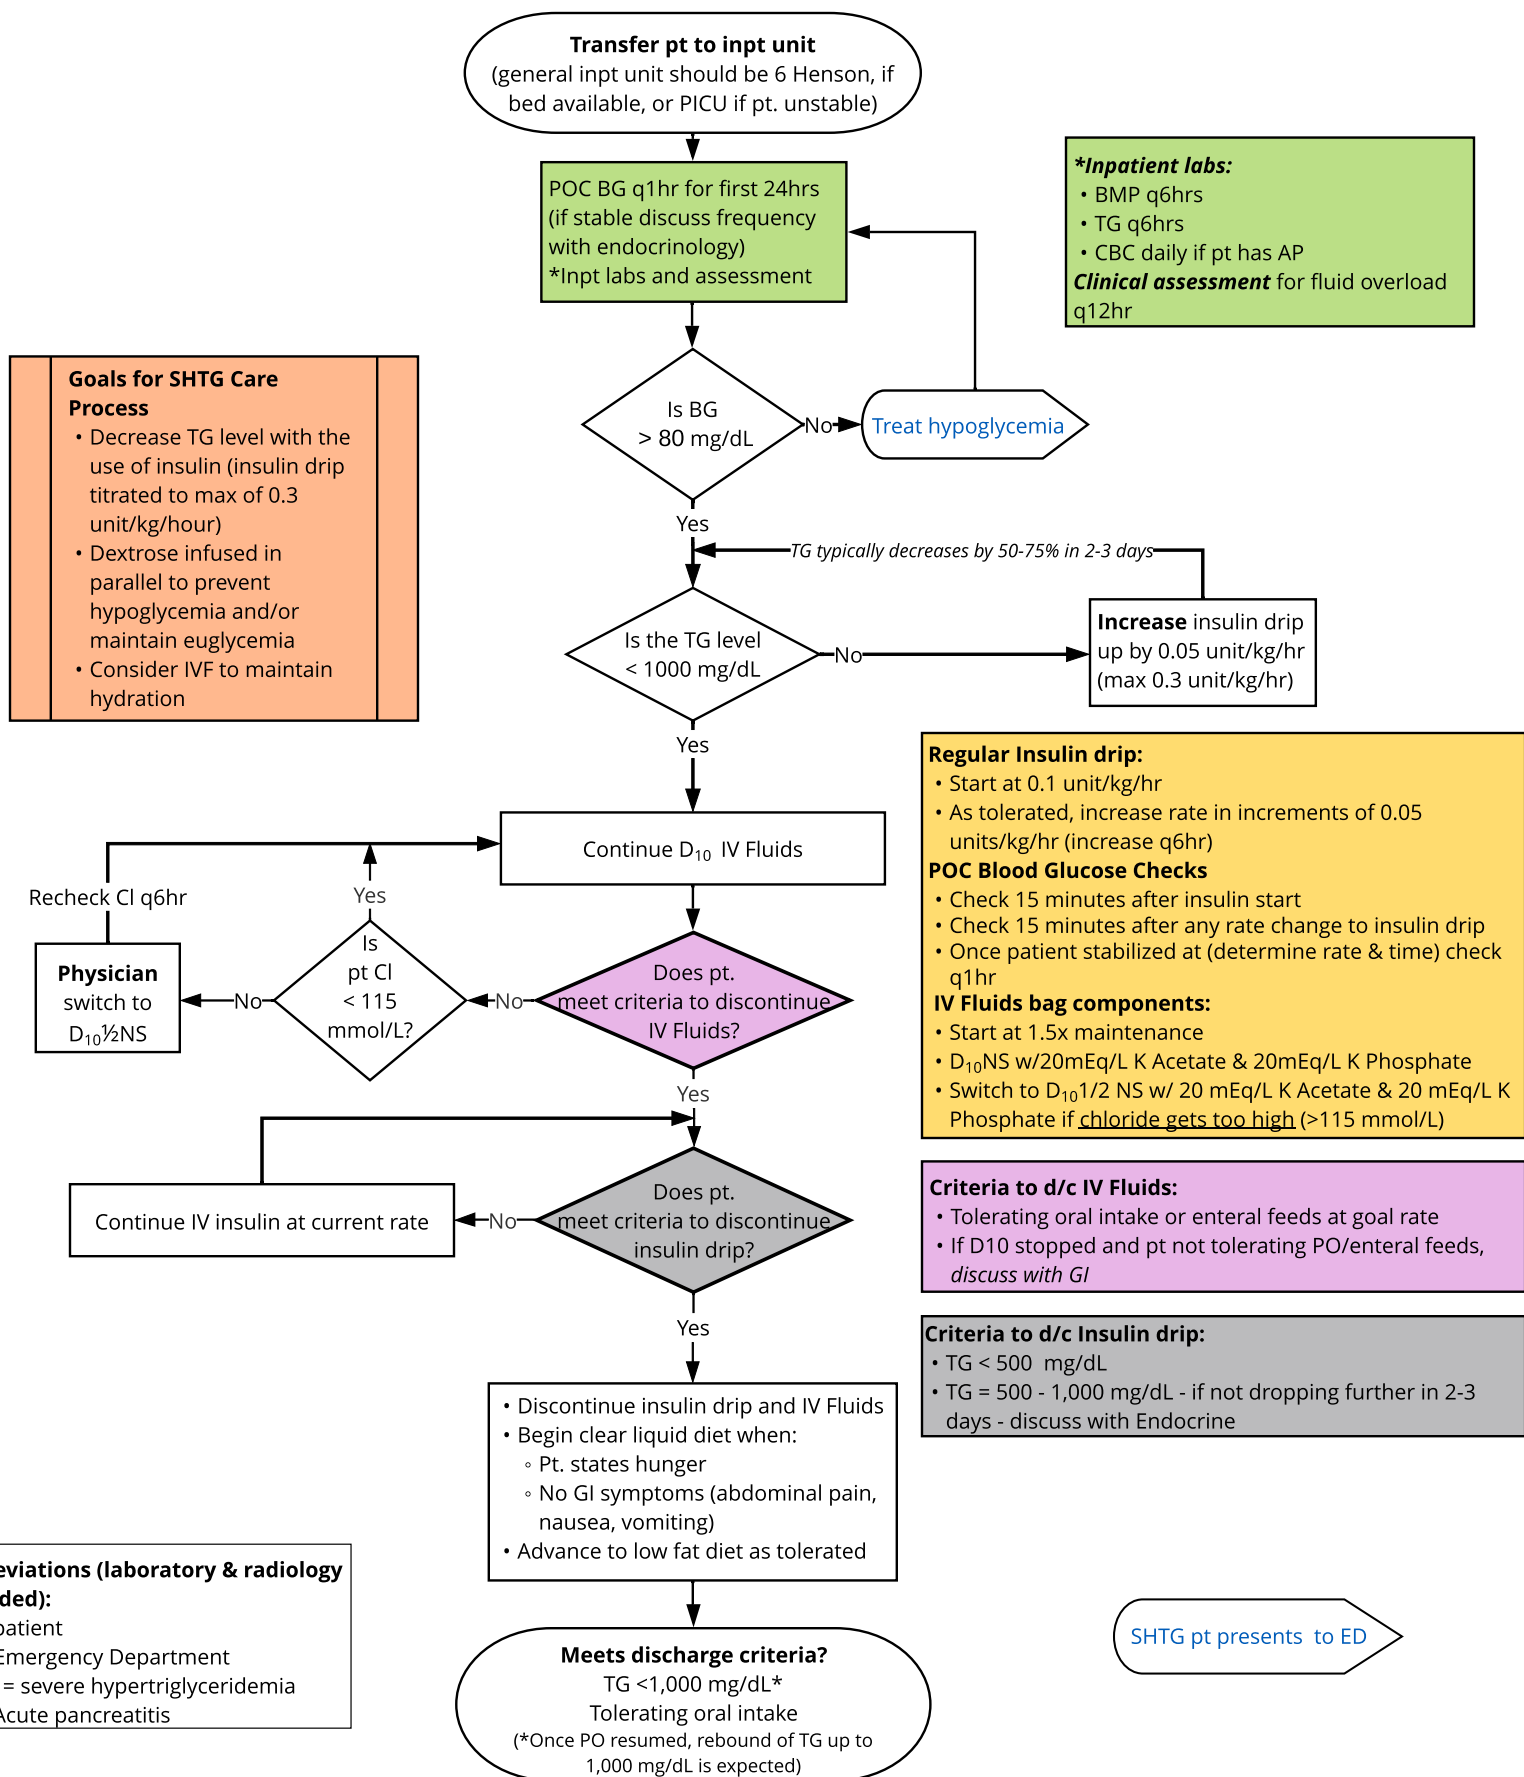 Transfer pt to inpt unit
(general inpt unit should be 6 Henson, if
bed available, or PICU if pt. unstable)
POC BG q1hr for first 24hrs
(if stable discuss frequency
with endocrinology)
*Inpt labs and assessment
*Inpatient labs:
• BMP q6hrs
• TG q6hrs
• CBC daily if pt has AP
Clinical assessment for fluid overload
q12hr
Goals for SHTG Care
Process
• Decrease TG level with the
use of insulin (insulin drip
titrated to max of 0.3
unit/kg/hour)
• Dextrose infused in
parallel to prevent
hypoglycemia and/or
maintain euglycemia
• Consider IVF to maintain
hydration
Is BG
> 80 mg/dL
No
Treat hypoglycemia
Yes
TG typically decreases by 50-75% in 2-3 days
Is the TG level
< 1000 mg/dL
No
Increase insulin drip
up by 0.05 unit/kg/hr
(max 0.3 unit/kg/hr)
Yes
Continue D₁₀ IV Fluids
Recheck Cl q6hr
Yes
Physician
switch to
D₁₀½NS
No
Is
pt Cl
< 115
mmol/L?
No
Does pt.
meet criteria to discontinue
IV Fluids?
Yes
Regular Insulin drip:
• Start at 0.1 unit/kg/hr
• As tolerated, increase rate in increments of 0.05
units/kg/hr (increase q6hr)
POC Blood Glucose Checks
• Check 15 minutes after insulin start
• Check 15 minutes after any rate change to insulin drip
• Once patient stabilized at (determine rate & time) check
q1hr
IV Fluids bag components:
• Start at 1.5x maintenance
• D₁₀NS w/20mEq/L K Acetate & 20mEq/L K Phosphate
• Switch to D₁₀1/2 NS w/ 20 mEq/L K Acetate & 20 mEq/L K
Phosphate if chloride gets too high (>115 mmol/L)
Continue IV insulin at current rate
No
Does pt.
meet criteria to discontinue
insulin drip?
Yes
Criteria to d/c IV Fluids:
• Tolerating oral intake or enteral feeds at goal rate
• If D10 stopped and pt not tolerating PO/enteral feeds,
discuss with GI
Criteria to d/c Insulin drip:
• TG < 500 mg/dL
• TG = 500 - 1,000 mg/dL - if not dropping further in 2-3
days - discuss with Endocrine
• Discontinue insulin drip and IV Fluids
• Begin clear liquid diet when:
◦ Pt. states hunger
◦ No GI symptoms (abdominal pain,
nausea, vomiting)
• Advance to low fat diet as tolerated
eviations (laboratory & radiology
ded):
patient
Emergency Department
= severe hypertriglyceridemia
Acute pancreatitis
Meets discharge criteria?
TG <1,000 mg/dL*
Tolerating oral intake
(*Once PO resumed, rebound of TG up to
1,000 mg/dL is expected)
SHTG pt presents to ED